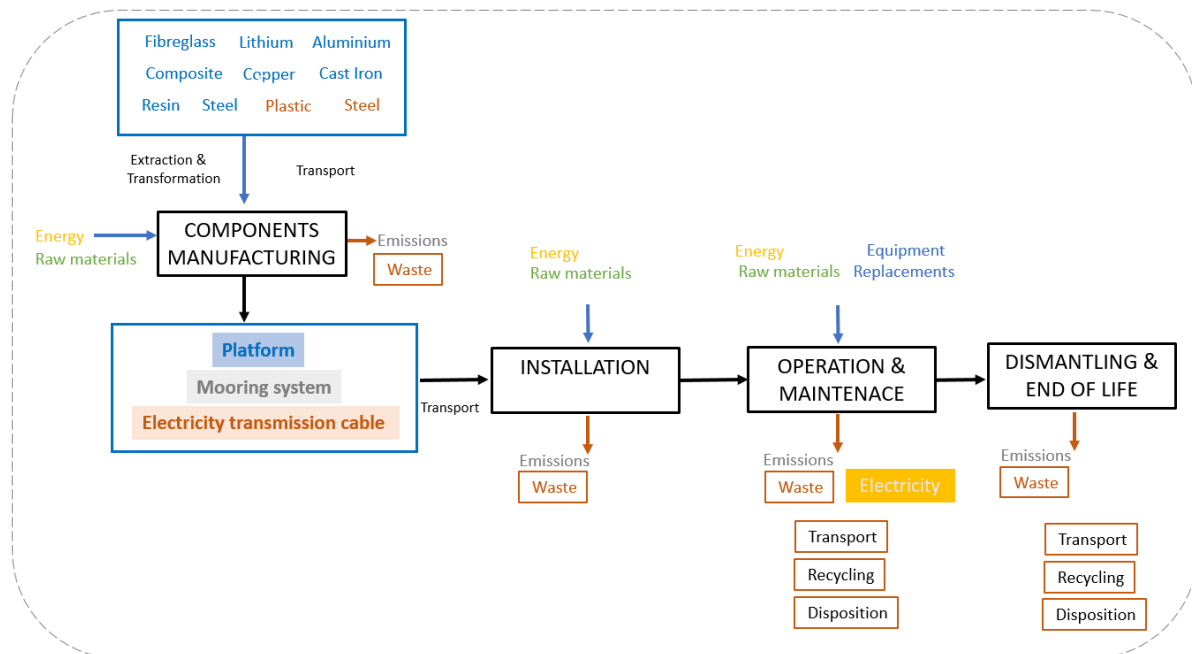 Fibreglass Lithium Aluminium
Composite Copper Cast Iron
Resin Steel Plastic Steel
Extraction &
Transformation
Transport
Energy
Raw materials
COMPONENTS
MANUFACTURING
Emissions
Waste
Platform
Mooring system
Electricity transmission cable
Transport
Energy
Raw materials
INSTALLATION
Emissions
Waste
Energy
Raw materials
Equipment
Replacements
OPERATION &
MAINTENACE
Emissions
Waste
Electricity
Transport
Recycling
Disposition
DISMANTLING &
END OF LIFE
Emissions
Waste
Transport
Recycling
Disposition